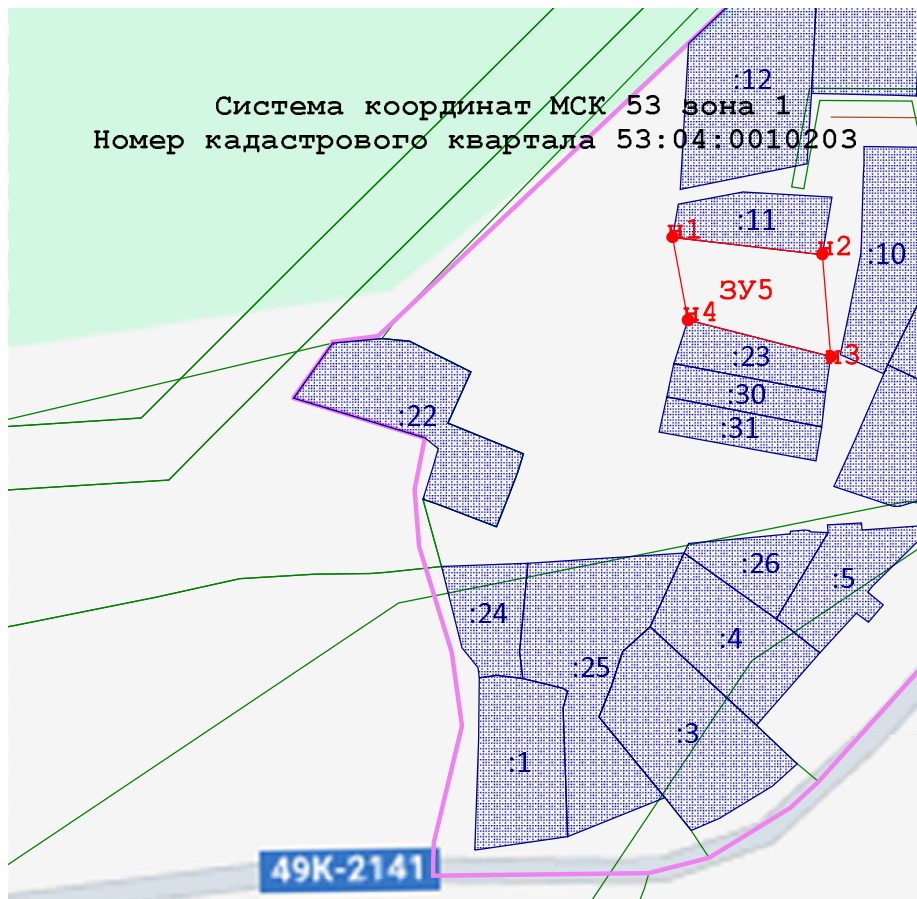 :12
Система координат МСК 53 зона 1
Номер кадастрового квартала 53:04:0010203
:11
н1
н2
:10
ЗУ5
н4
:23
н3
:30
:22
:31
:26
:5
:24
:4
:25
:3
:1
49К-2141